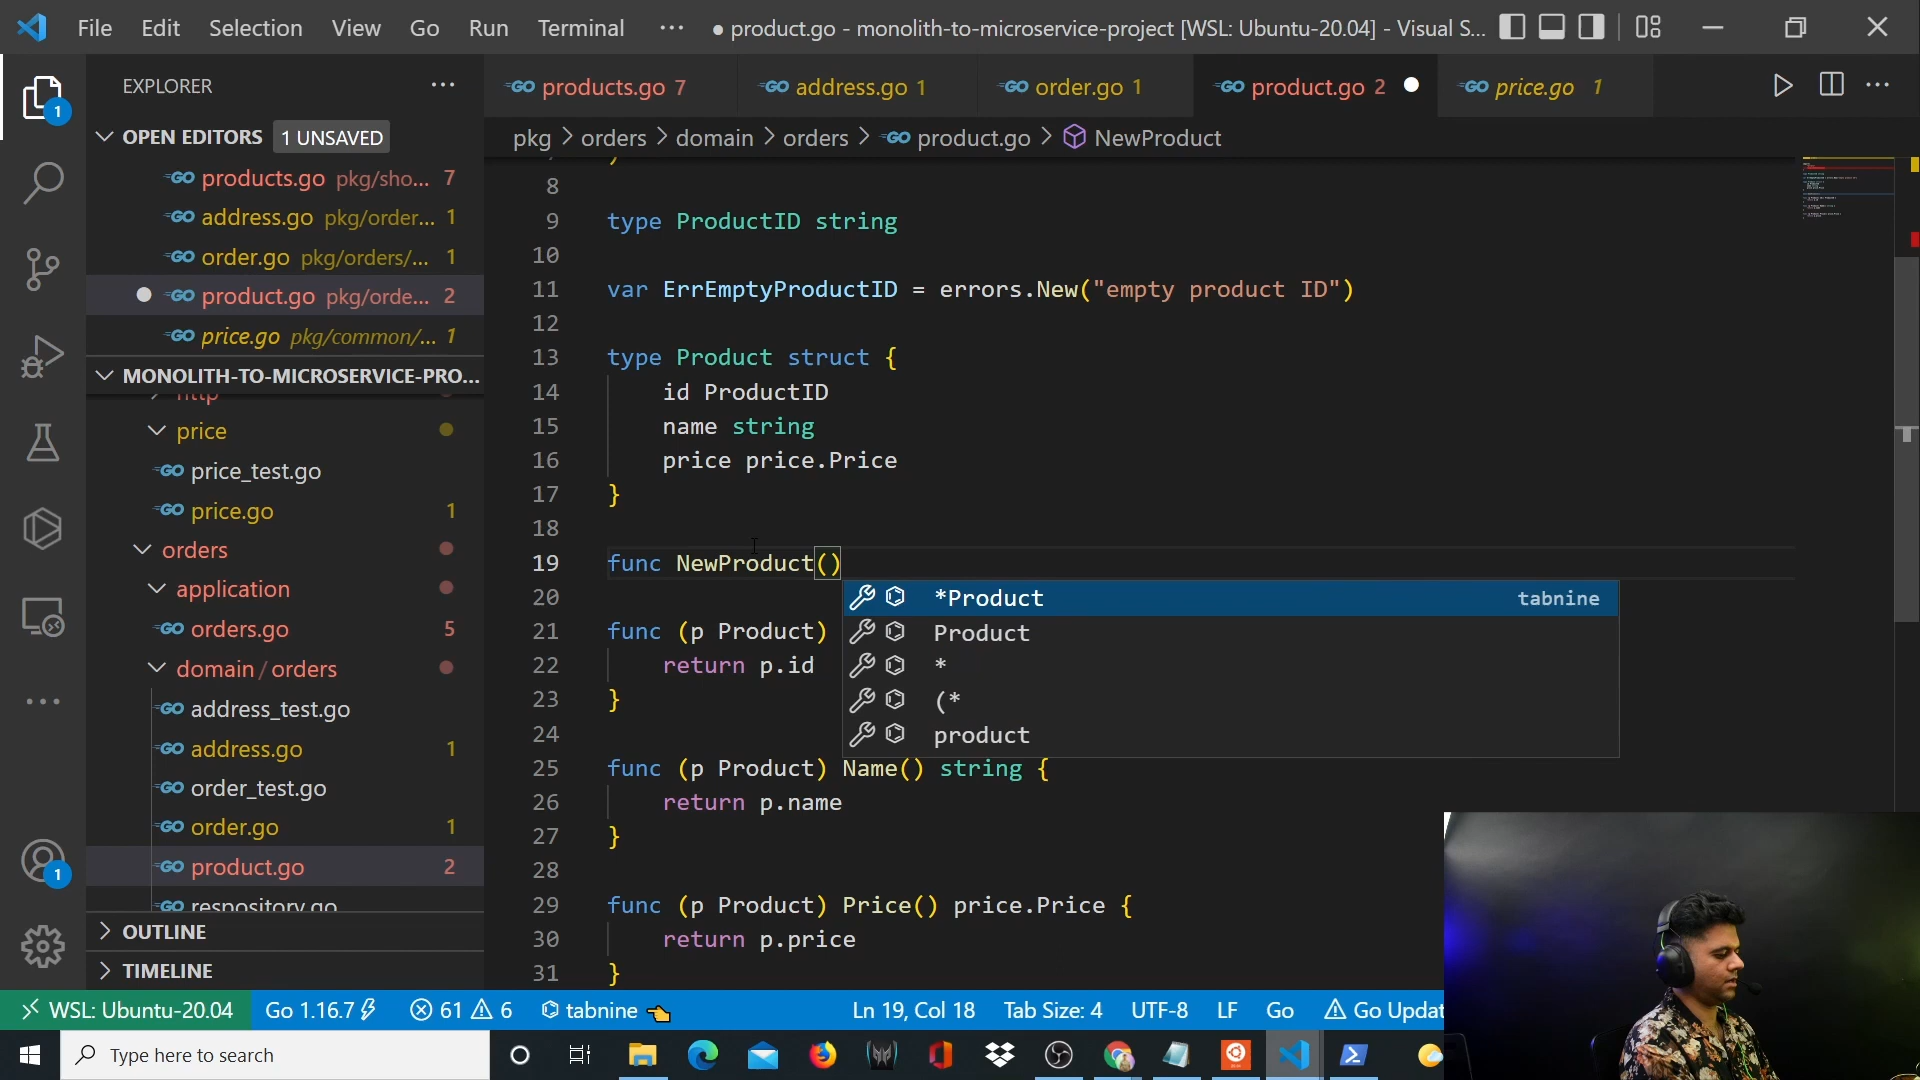 File Edit Selection View Go Run Terminal ··· ● product.go - monolith-to-microservice-project [WSL: Ubuntu-20.04] - Visual S...
EXPLORER ···
products.go 7
address.go 1
order.go 1
product.go 2
price.go 1
1
OPEN EDITORS 1 UNSAVED
products.go pkg/sho... 7
address.go pkg/order... 1
order.go pkg/orders/... 1
product.go pkg/orde... 2
price.go pkg/common/... 1
MONOLITH-TO-MICROSERVICE-PRO...
http
price
price_test.go
price.go 1
orders
application
orders.go 5
domain / orders
address_test.go
address.go 1
order_test.go
order.go 1
product.go 2
respository.go
OUTLINE
TIMELINE
1
pkg > orders > domain > orders > product.go > NewProduct
8
9 type ProductID string
10
11 var ErrEmptyProductID = errors.New("empty product ID")
12
13 type Product struct {
14 id ProductID
15 name string
16 price price.Price
17 }
18
19 func NewProduct()
20
*Product tabnine
Product
*
(*
product
21 func (p Product)
22 return p.id
23 }
24
25 func (p Product) Name() string {
26 return p.name
27 }
28
29 func (p Product) Price() price.Price {
30 return p.price
31 }
WSL: Ubuntu-20.04 Go 1.16.7 61 6 tabnine Ln 19, Col 18 Tab Size: 4 UTF-8 LF Go Go Updat
Type here to search